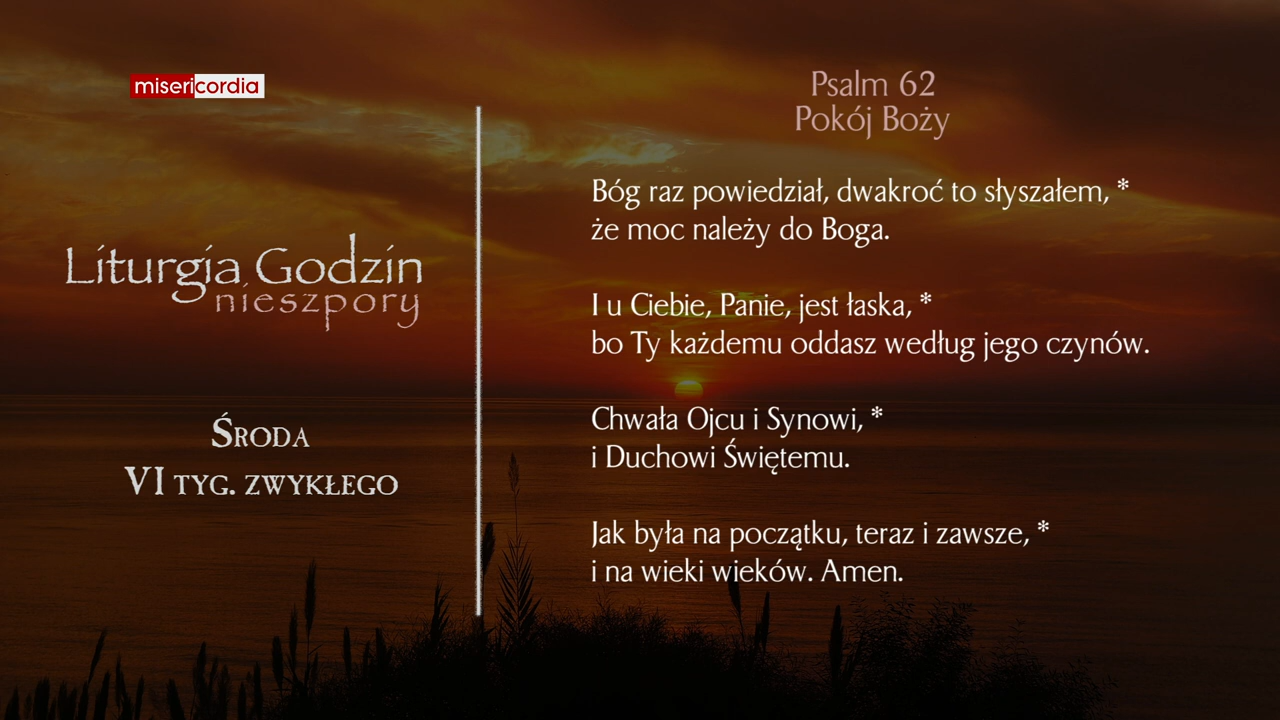 misericordia
Liturgia Godzin
nieszpory
Środa
VI tyg. zwykłego
Psalm 62
Pokój Boży
Bóg raz powiedział, dwakroć to słyszałem, *
że moc należy do Boga.
I u Ciebie, Panie, jest łaska, *
bo Ty każdemu oddasz według jego czynów.
Chwała Ojcu i Synowi, *
i Duchowi Świętemu.
Jak była na początku, teraz i zawsze, *
i na wieki wieków. Amen.